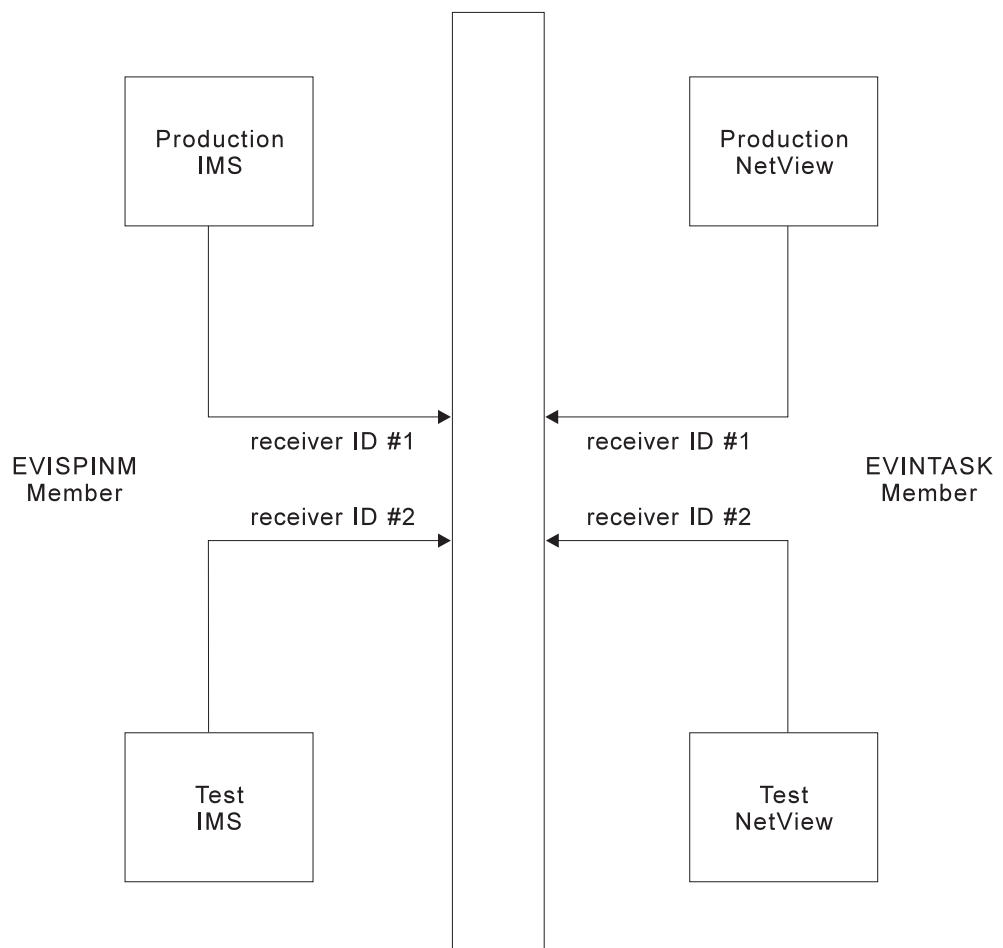 Production
IMS
Production
NetView
receiver ID #1
receiver ID #1
EVISPINM
Member
EVINTASK
Member
receiver ID #2
receiver ID #2
Test
IMS
Test
NetView